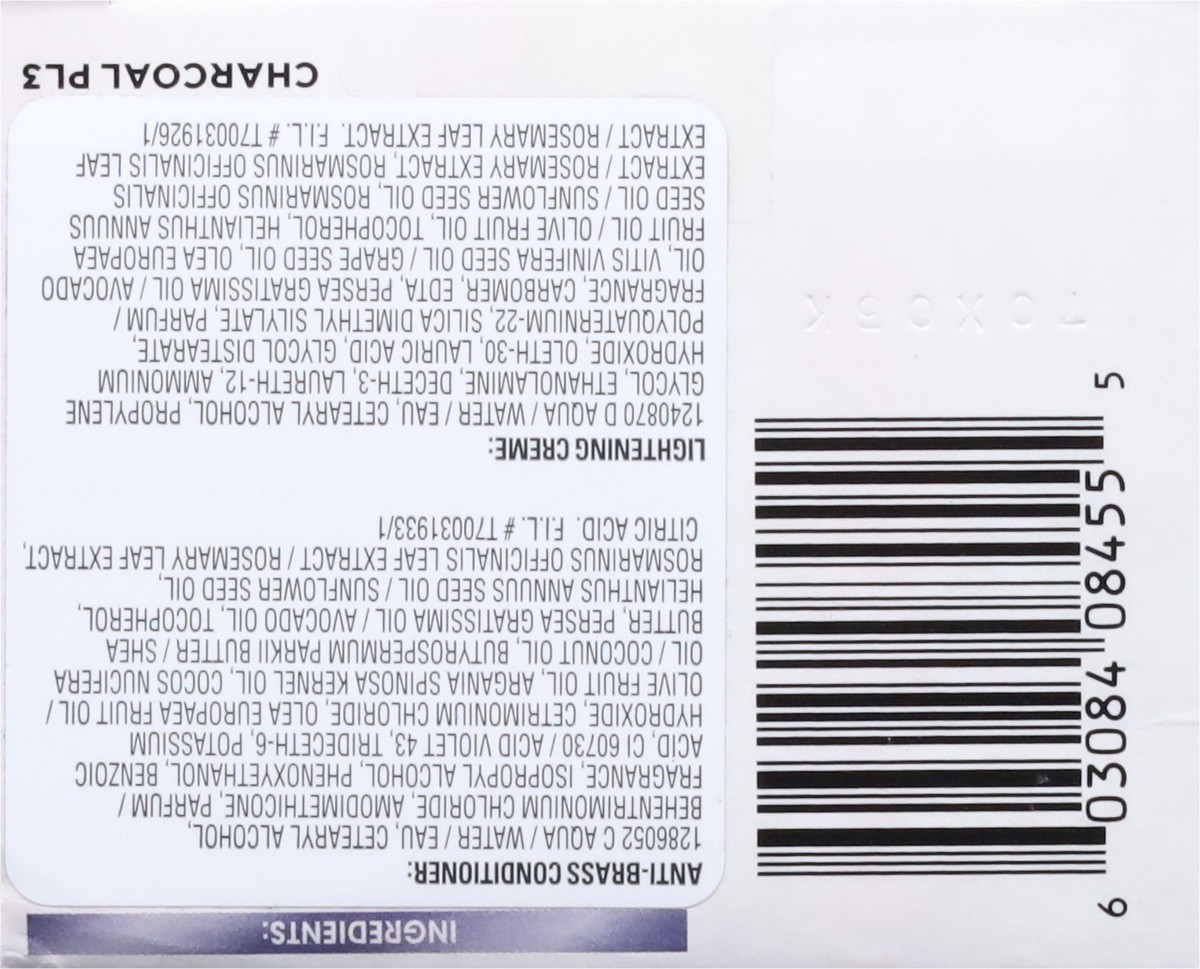 INGREDIENTS:
ANTI-BRASS CONDITIONER:
1286052 C AQUA / WATER / EAU, CETEARYL ALCOHOL,
BEHENTRIMONIUM CHLORIDE, AMODIMETHICONE, PARFUM /
FRAGRANCE, ISOPROPYL ALCOHOL, PHENOXYETHANOL, BENZOIC
ACID, CI 60730 / ACID VIOLET 43, TRIDECETH-6, POTASSIUM
HYDROXIDE, CETRIMONIUM CHLORIDE, OLEA EUROPAEA FRUIT OIL /
OLIVE FRUIT OIL, ARGANIA SPINOSA KERNEL OIL, COCOS NUCIFERA
OIL / COCONUT OIL, BUTYROSPERMUM PARKII BUTTER / SHEA
BUTTER, PERSEA GRATISSIMA OIL / AVOCADO OIL, TOCOPHEROL,
HELIANTHUS ANNUUS SEED OIL / SUNFLOWER SEED OIL,
ROSMARINUS OFFICINALIS LEAF EXTRACT / ROSEMARY LEAF EXTRACT,
CITRIC ACID. F.I.L. # T70031933/1
LIGHTENING CREME:
1240870 D AQUA / WATER / EAU, CETEARYL ALCOHOL, PROPYLENE
GLYCOL, ETHANOLAMINE, DECETH-3, LAURETH-12, AMMONIUM
HYDROXIDE, OLETH-30, LAURIC ACID, GLYCOL DISTEARATE,
POLYQUATERNIUM-22, SILICA DIMETHYL SILYLATE, PARFUM /
FRAGRANCE, CARBOMER, EDTA, PERSEA GRATISSIMA OIL / AVOCADO
OIL, VITIS VINIFERA SEED OIL / GRAPE SEED OIL, OLEA EUROPAEA
FRUIT OIL / OLIVE FRUIT OIL, TOCOPHEROL, HELIANTHUS ANNUUS
SEED OIL / SUNFLOWER SEED OIL, ROSMARINUS OFFICINALIS
EXTRACT / ROSEMARY EXTRACT, ROSMARINUS OFFICINALIS LEAF
EXTRACT / ROSEMARY LEAF EXTRACT. F.I.L. # T70031926/1
CHARCOAL PL3
6 03084 08455 5
70X03K